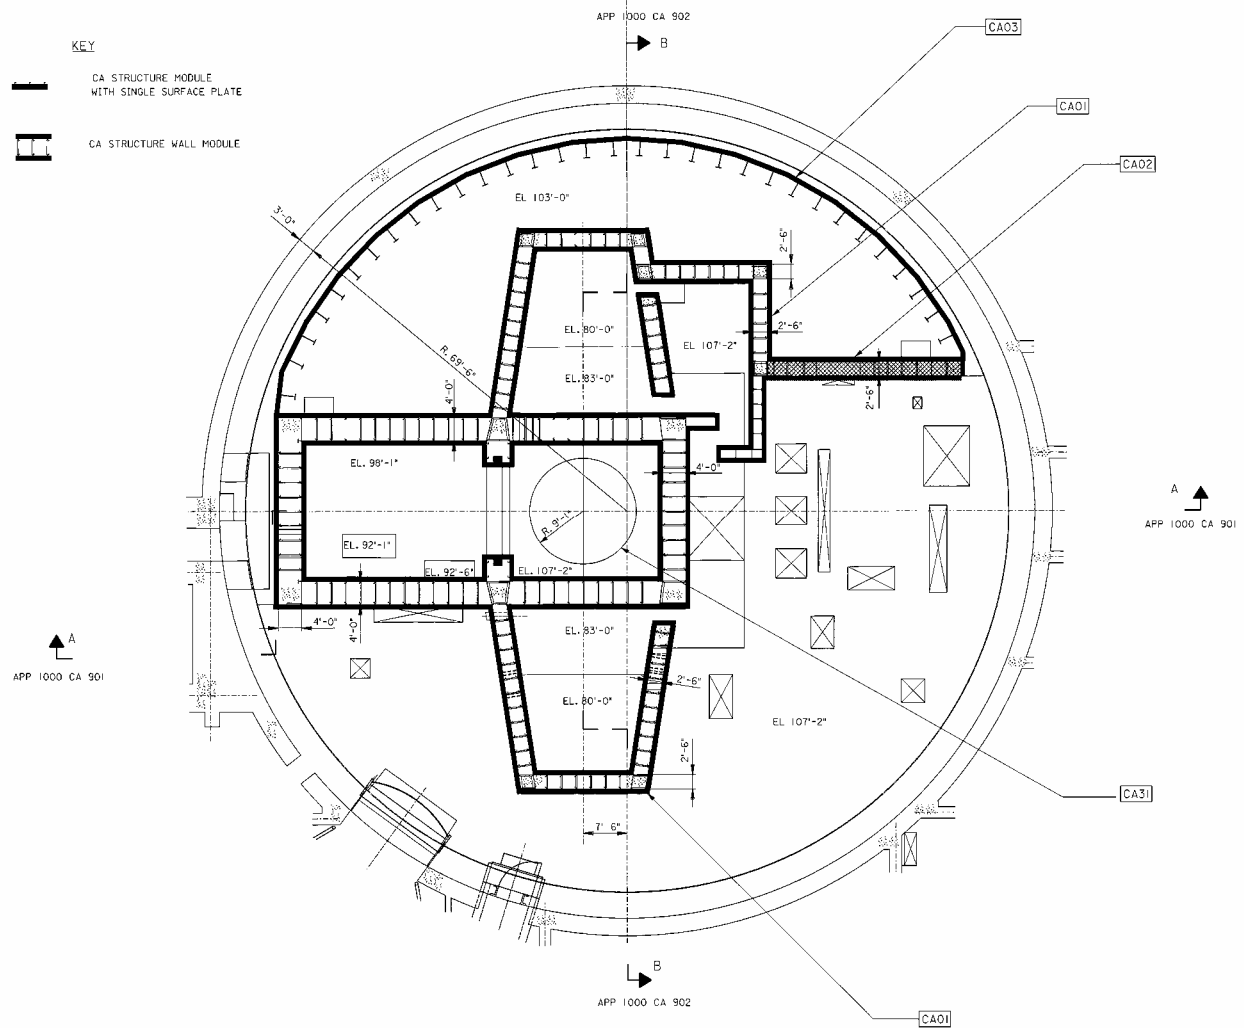 APP 1000 CA 902
B
CA03
KEY
CA STRUCTURE MODULE
WITH SINGLE SURFACE PLATE
CA01
CA STRUCTURE WALL MODULE
CA02
EL 103'-0"
3'-0"
2'-6"
EL. 80'-0"
2'-6"
EL 107'-2"
R. 69'-6"
EL. 83'-0"
4'-0"
2'-6"
EL. 98'-1"
4'-0"
A
R. 9'-1"
APP 1000 CA 901
EL. 92'-1"
EL. 92'-6"
EL. 107'-2"
4'-0"
4'-0"
EL. 83'-0"
A
APP 1000 CA 901
2'-6"
EL. 80'-0"
EL 107'-2"
2'-6"
CA31
7' 6"
B
APP 1000 CA 902
CA01